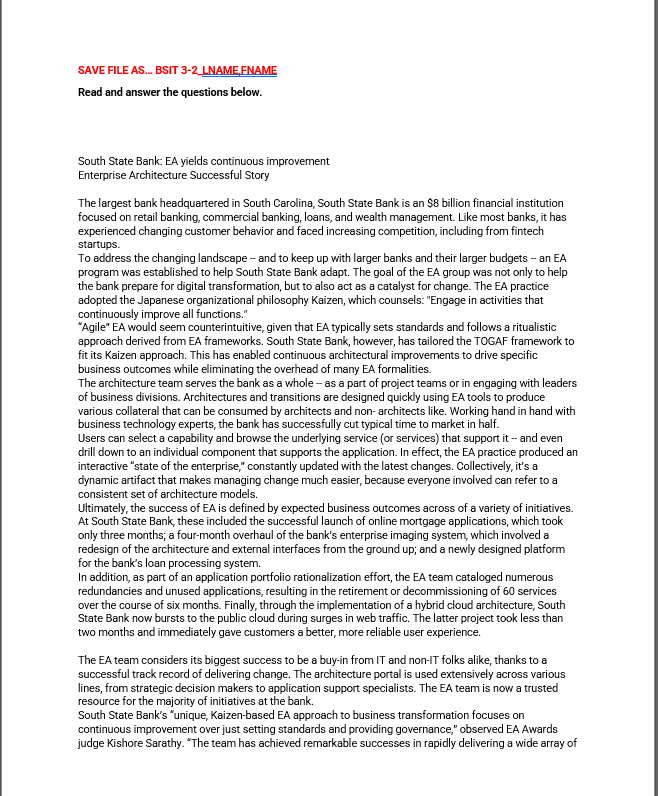 SAVE FILE AS... BSIT 3-2_LNAME,FNAME
Read and answer the questions below.
South State Bank: EA yields continuous improvement
Enterprise Architecture Successful Story
The largest bank headquartered in South Carolina, South State Bank is an $8 billion financial institution
focused on retail banking, commercial banking, loans, and wealth management. Like most banks, it has
experienced changing customer behavior and faced increasing competition, including from fintech
startups.
To address the changing landscape -- and to keep up with larger banks and their larger budgets -- an EA
program was established to help South State Bank adapt. The goal of the EA group was not only to help
the bank prepare for digital transformation, but to also act as a catalyst for change. The EA practice
adopted the Japanese organizational philosophy Kaizen, which counsels: "Engage in activities that
continuously improve all functions."
“Agile” EA would seem counterintuitive, given that EA typically sets standards and follows a ritualistic
approach derived from EA frameworks. South State Bank, however, has tailored the TOGAF framework to
fit its Kaizen approach. This has enabled continuous architectural improvements to drive specific
business outcomes while eliminating the overhead of many EA formalities.
The architecture team serves the bank as a whole -- as a part of project teams or in engaging with leaders
of business divisions. Architectures and transitions are designed quickly using EA tools to produce
various collateral that can be consumed by architects and non- architects like. Working hand in hand with
business technology experts, the bank has successfully cut typical time to market in half.
Users can select a capability and browse the underlying service (or services) that support it -- and even
drill down to an individual component that supports the application. In effect, the EA practice produced an
interactive “state of the enterprise,” constantly updated with the latest changes. Collectively, it’s a
dynamic artifact that makes managing change much easier, because everyone involved can refer to a
consistent set of architecture models.
Ultimately, the success of EA is defined by expected business outcomes across of a variety of initiatives.
At South State Bank, these included the successful launch of online mortgage applications, which took
only three months; a four-month overhaul of the bank’s enterprise imaging system, which involved a
redesign of the architecture and external interfaces from the ground up; and a newly designed platform
for the bank’s loan processing system.
In addition, as part of an application portfolio rationalization effort, the EA team cataloged numerous
redundancies and unused applications, resulting in the retirement or decommissioning of 60 services
over the course of six months. Finally, through the implementation of a hybrid cloud architecture, South
State Bank now bursts to the public cloud during surges in web traffic. The latter project took less than
two months and immediately gave customers a better, more reliable user experience.
The EA team considers its biggest success to be a buy-in from IT and non-IT folks alike, thanks to a
successful track record of delivering change. The architecture portal is used extensively across various
lines, from strategic decision makers to application support specialists. The EA team is now a trusted
resource for the majority of initiatives at the bank.
South State Bank’s “unique, Kaizen-based EA approach to business transformation focuses on
continuous improvement over just setting standards and providing governance,” observed EA Awards
judge Kishore Sarathy. “The team has achieved remarkable successes in rapidly delivering a wide array of